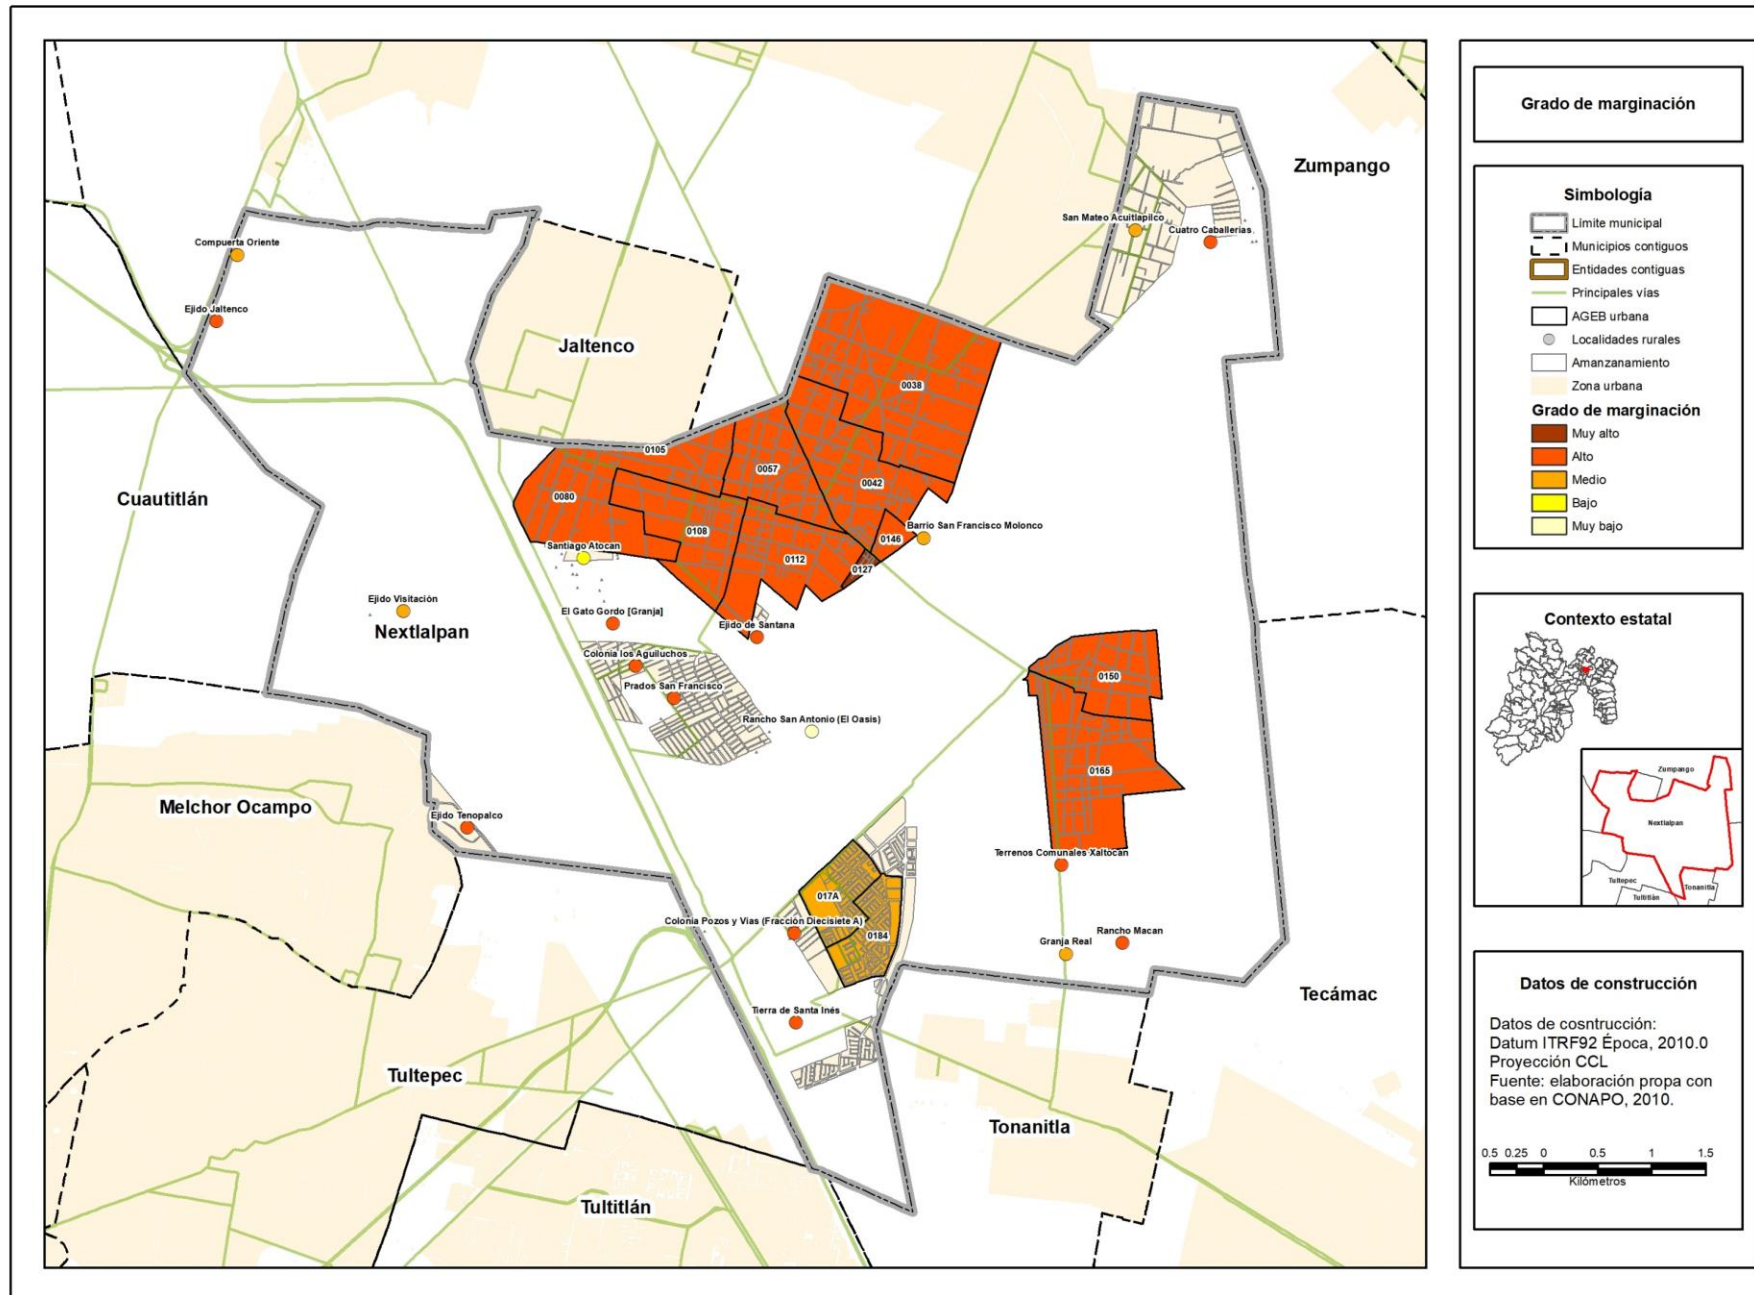 Zumpango
San Mateo Acuitlapilco
Cuatro Caballerías
Compuerta Oriente
Ejido Jaltenco
Jaltenco
0038
0105
0057
0042
0080
0108
0146
Barrio San Francisco Molonco
0112
0127
Cuautitlán
Santiago Atocan
Ejido Visitación
Nextlalpan
El Gato Gordo [Granja]
Ejido de Santana
Colonia los Aguiluchos
Prados San Francisco
Rancho San Antonio (El Oasis)
0150
0165
Melchor Ocampo
Ejido Tenopalco
Terrenos Comunales Xaltocan
017A
Colonia Pozos y Vias (Fracción Diecisiete A)
0184
Rancho Macan
Granja Real
Tierra de Santa Inés
Tecámac
Tultepec
Tonanitla
Tultitlán
Grado de marginación
Simbología
Límite municipal
Municipios contiguos
Entidades contiguas
Principales vías
AGEB urbana
Localidades rurales
Amanzanamiento
Zona urbana
Grado de marginación
Muy alto
Alto
Medio
Bajo
Muy bajo
Contexto estatal
Zumpango
Nextlalpan
Tultepec
Tultitlán
Tonanitla
Datos de construcción
Datos de cosntrucción:
Datum ITRF92 Época, 2010.0
Proyección CCL
Fuente: elaboración propa con
base en CONAPO, 2010.
0.5 0.25 0 0.5 1 1.5
Kilómetros